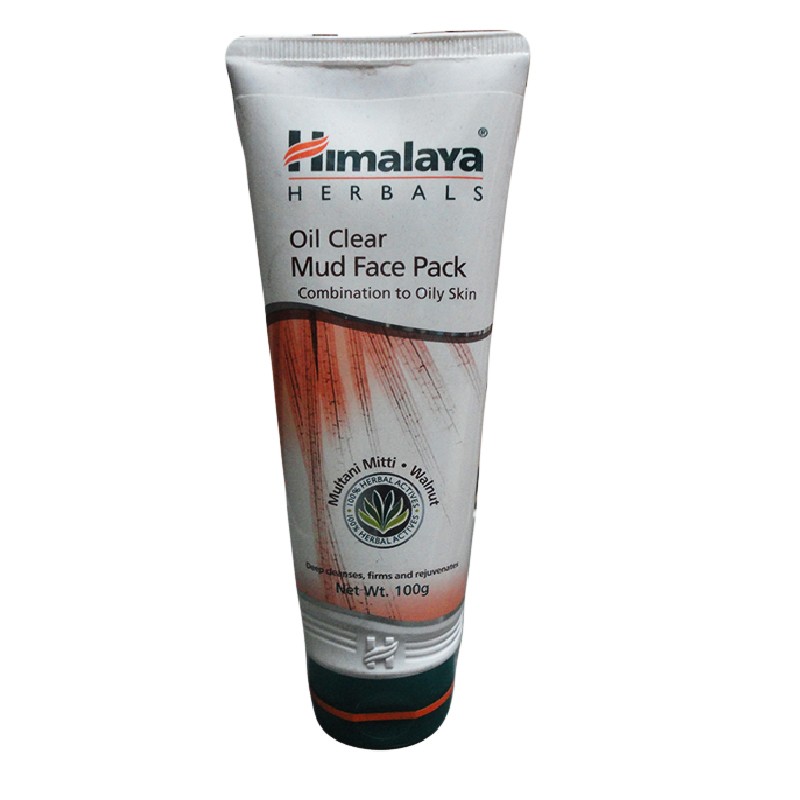 Himalaya®
HERBALS
Oil Clear
Mud Face Pack
Combination to Oily Skin
Multani Mitti • Walnut
100% HERBAL ACTIVES • 100% HERBAL ACTIVES •
Deep cleanses, firms and rejuvenates
Net Wt. 100g
H